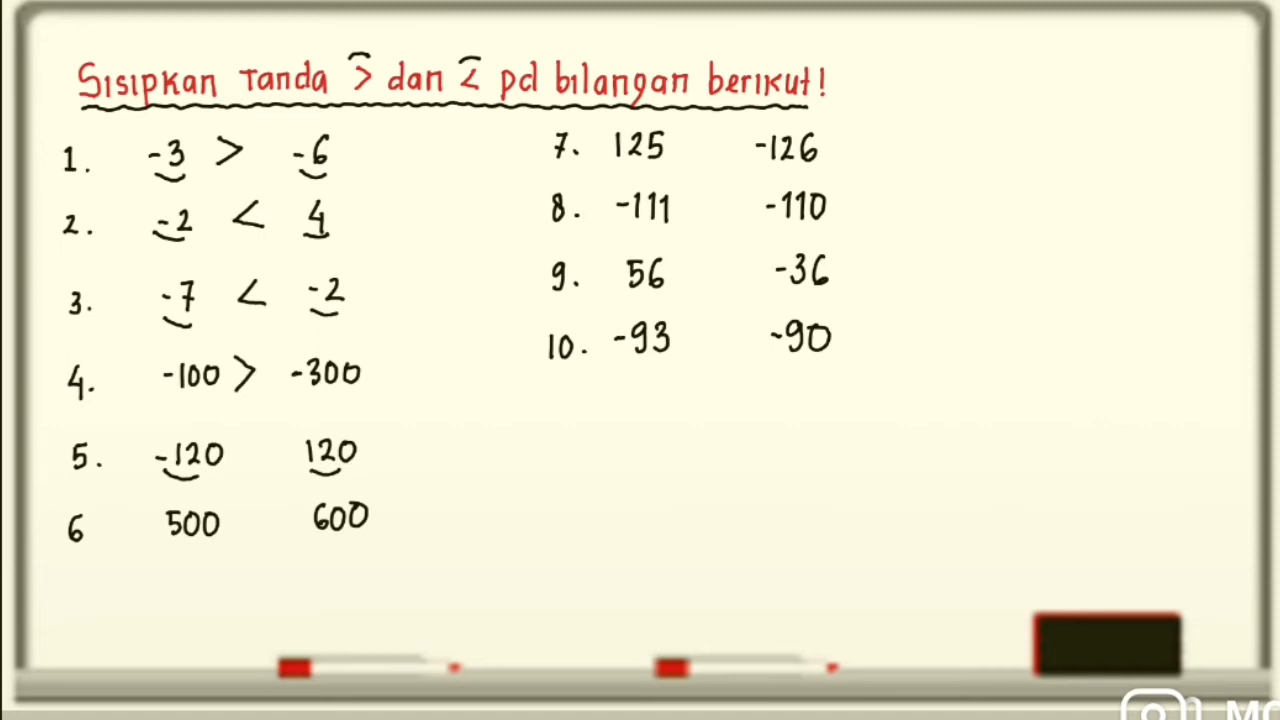 Sisipkan Tanda > dan < pd bilangan berikut!
1. -3 > -6
2. -2 < 4
3. -7 < -2
4. -100 > -300
5. -120 120
6 500 600
7. 125 -126
8. -111 -110
9. 56 -36
10. -93 -90